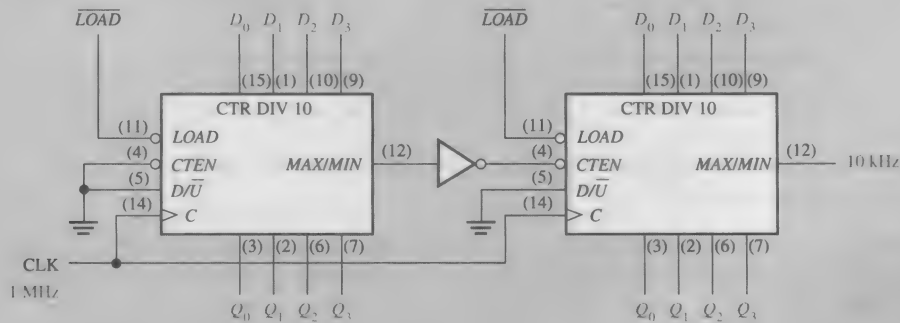 LOAD D0 D1 D2 D3 LOAD D0 D1 D2 D3
(15) (1) (10) (9) (15) (1) (10) (9)
CTR DIV 10 CTR DIV 10
(11) LOAD (11) LOAD
(4) CTEN MAX/MIN (12) (4) CTEN MAX/MIN (12) 10 kHz
(5) D/U (5) D/U
(14) C (14) C
(3) (2) (6) (7) (3) (2) (6) (7)
CLK
1 MHz
Q0 Q1 Q2 Q3 Q0 Q1 Q2 Q3